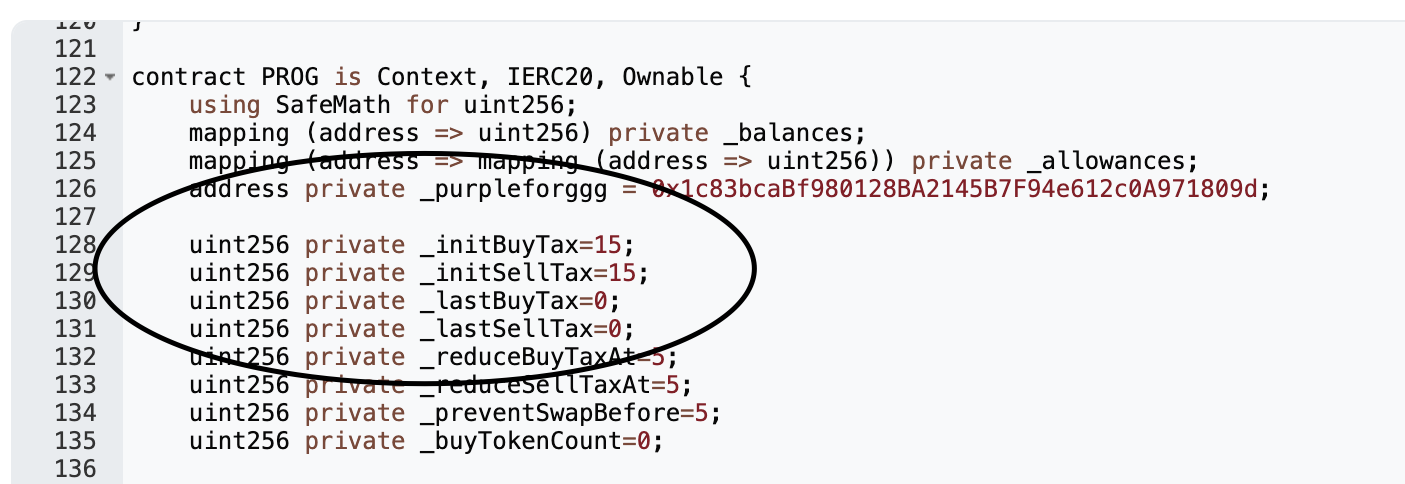 121
122 contract PROG is Context, IERC20, Ownable {
123 using SafeMath for uint256;
124 mapping (address => uint256) private _balances;
125 mapping (address => mapping (address => uint256)) private _allowances;
126 address private _purpleforggg = 0x1c83bcaBf980128BA2145B7F94e612c0A971809d;
127
128 uint256 private _initBuyTax=15;
129 uint256 private _initSellTax=15;
130 uint256 private _lastBuyTax=0;
131 uint256 private _lastSellTax=0;
132 uint256 private _reduceBuyTaxAt=5;
133 uint256 private _reduceSellTaxAt=5;
134 uint256 private _preventSwapBefore=5;
135 uint256 private _buyTokenCount=0;
136